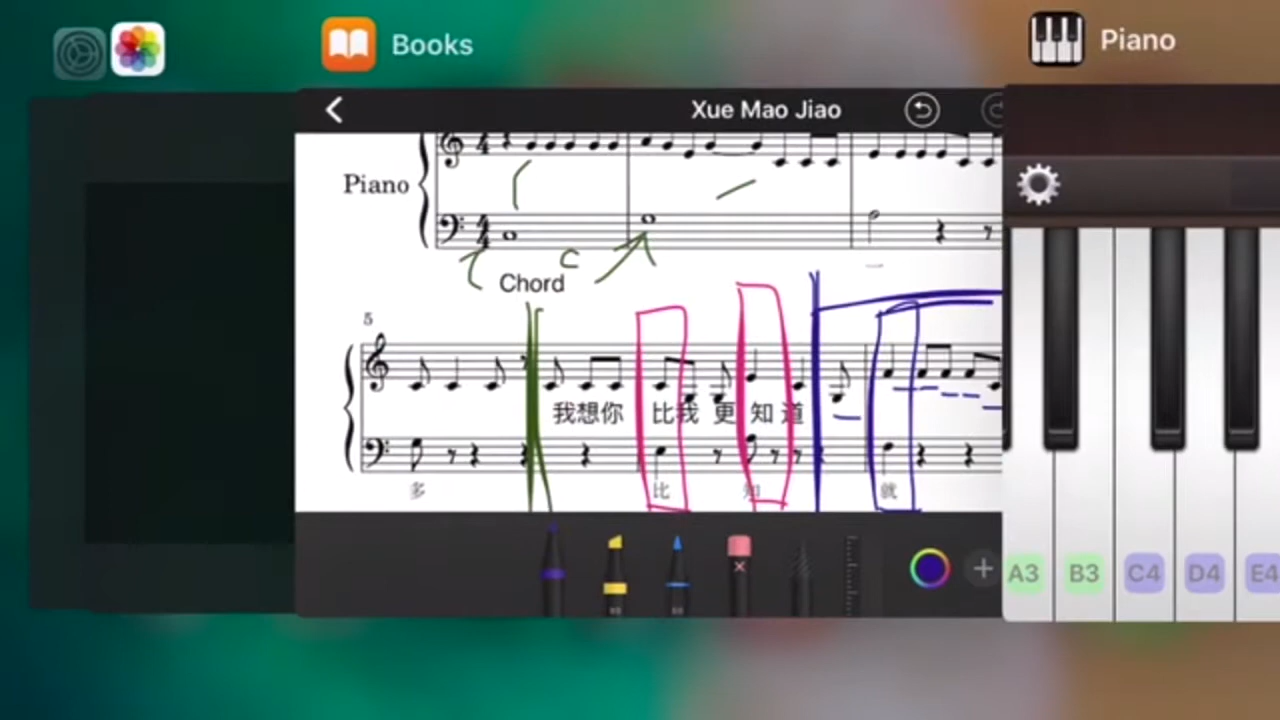 Books
Piano
Xue Mao Jiao
Piano
C
Chord
5
我想你 比我 更 知 道
多 比 知 就
A3 B3 C4 D4 E4